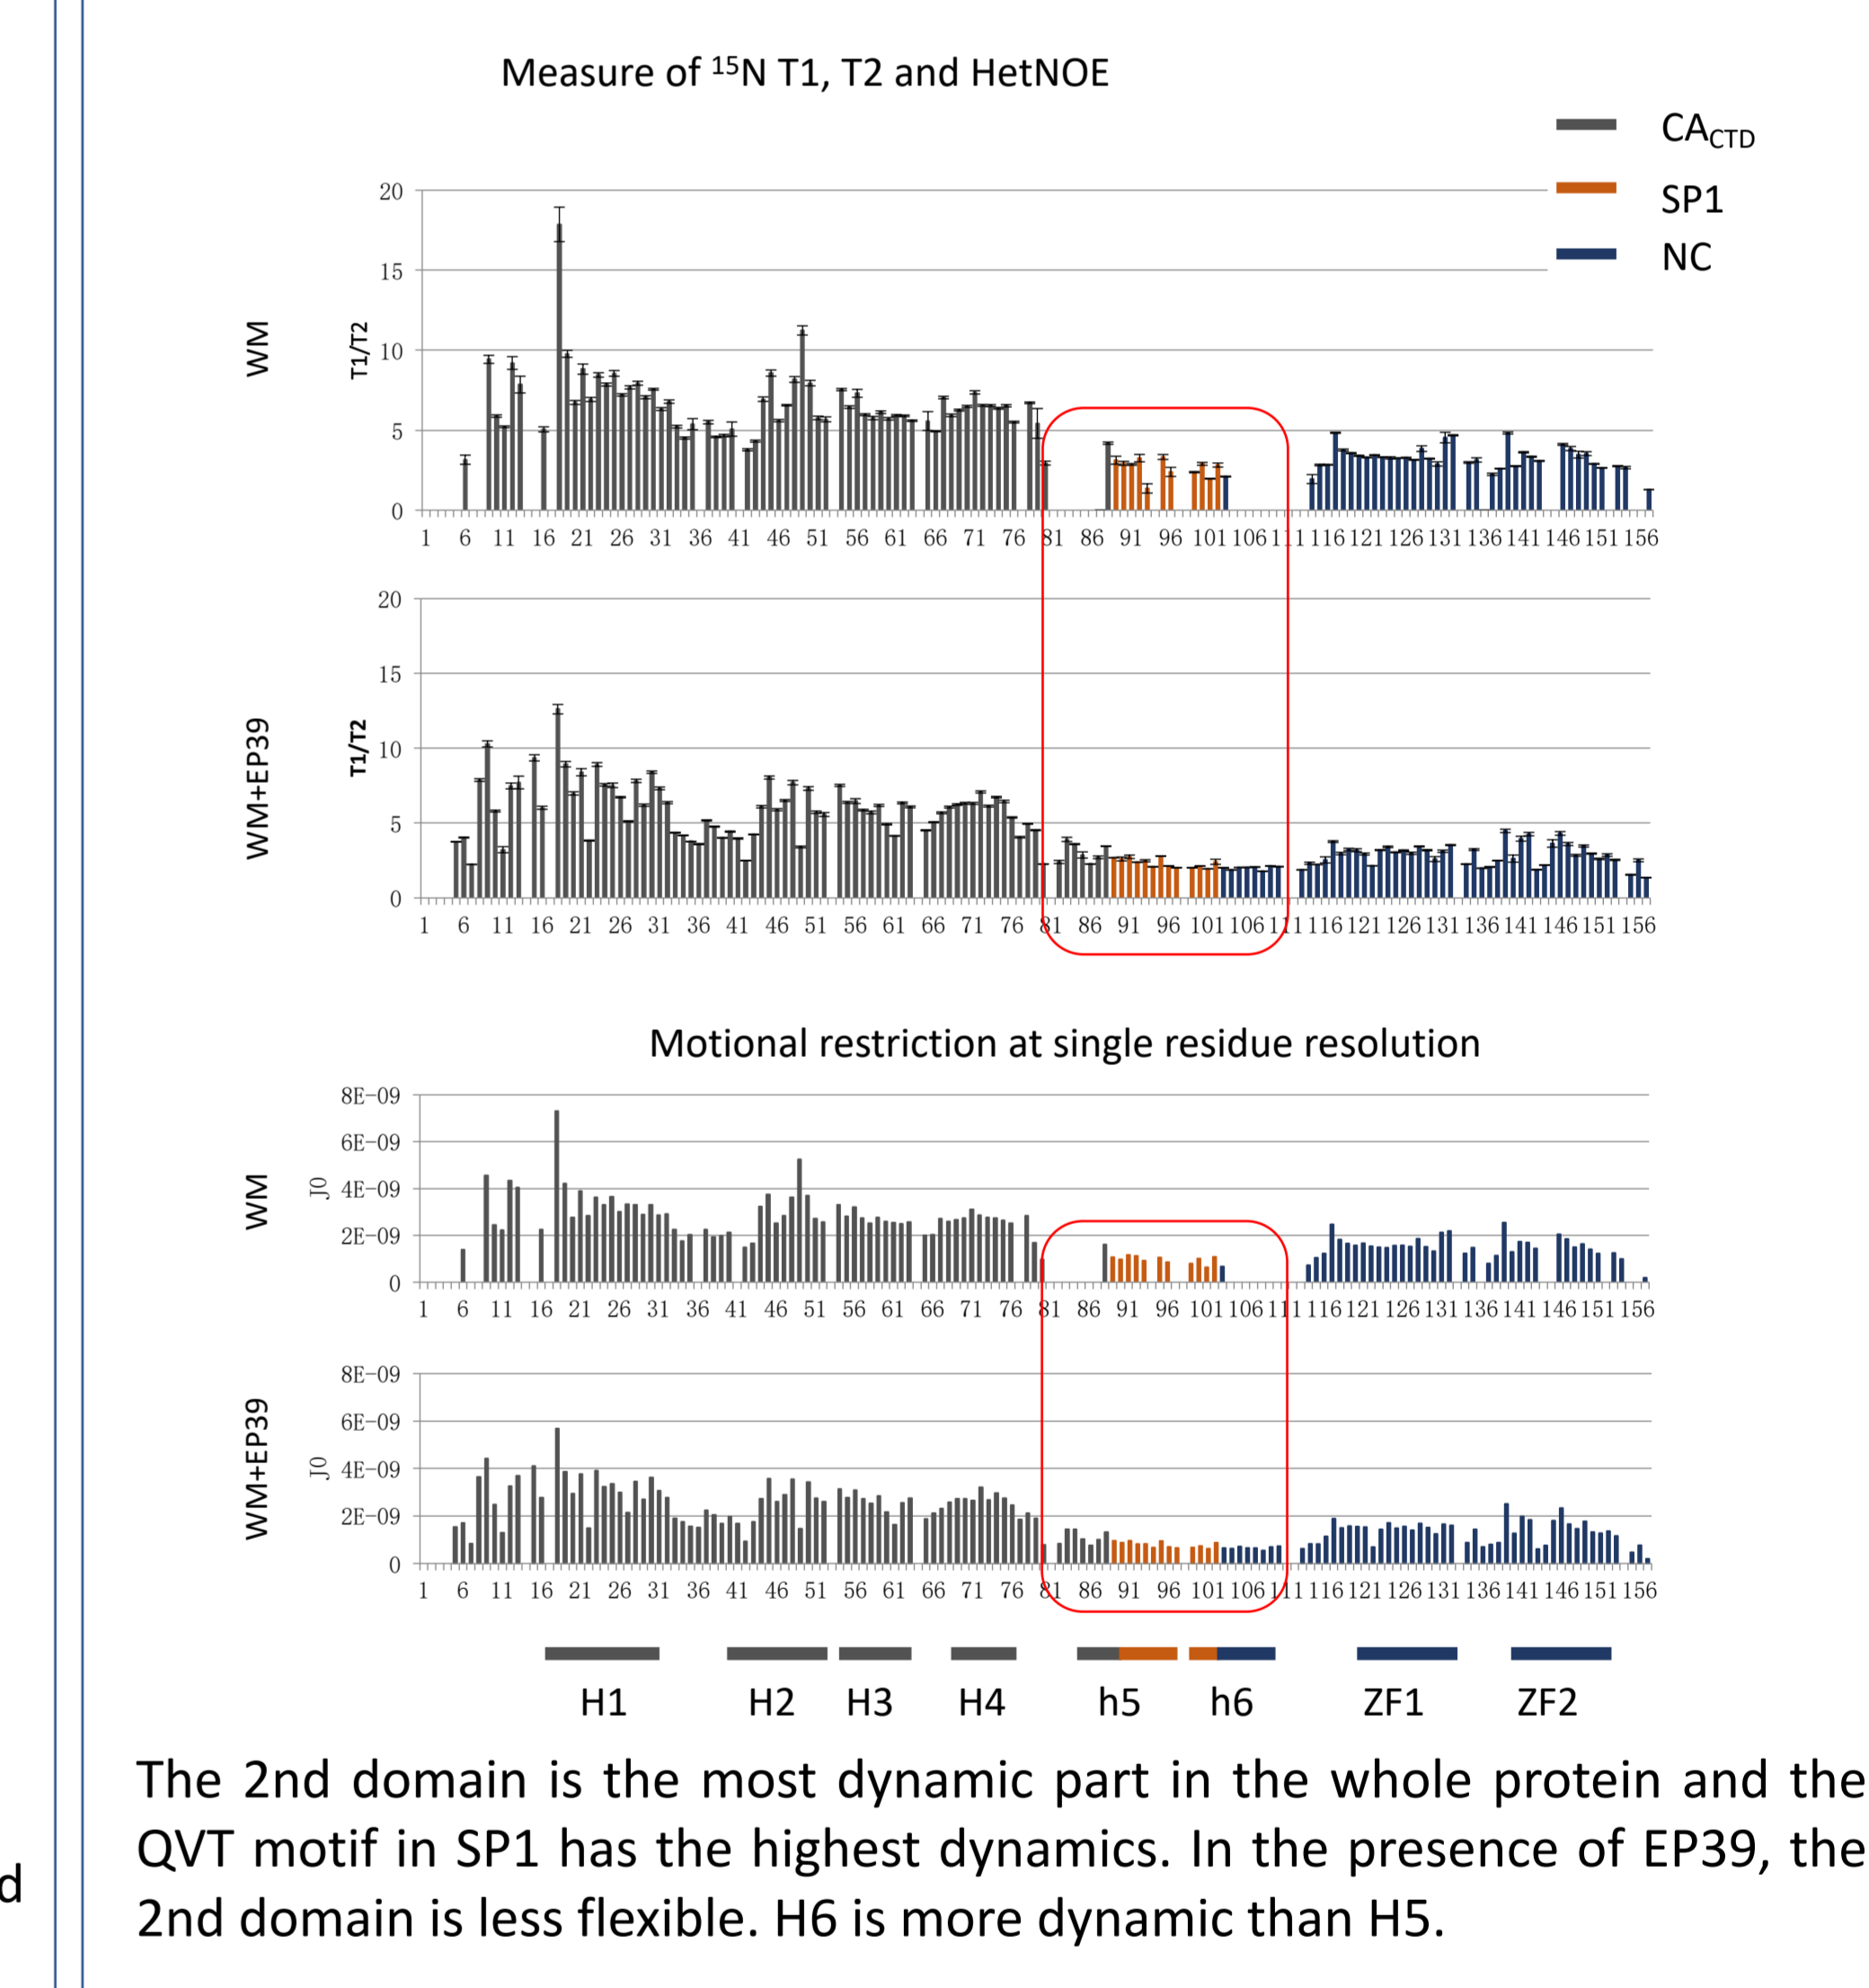 Measure of ¹⁵N T1, T2 and HetNOE
CA_CTD
SP1
NC
WM
T1/T2
20
15
10
5
0
1 6 11 16 21 26 31 36 41 46 51 56 61 66 71 76 81 86 91 96 101 106 111 116 121 126 131 136 141 146 151 156
WM+EP39
T1/T2
20
15
10
5
0
1 6 11 16 21 26 31 36 41 46 51 56 61 66 71 76 81 86 91 96 101 106 111 116 121 126 131 136 141 146 151 156
Motional restriction at single residue resolution
WM
J0
8E-09
6E-09
4E-09
2E-09
0
1 6 11 16 21 26 31 36 41 46 51 56 61 66 71 76 81 86 91 96 101 106 111 116 121 126 131 136 141 146 151 156
WM+EP39
J0
8E-09
6E-09
4E-09
2E-09
0
1 6 11 16 21 26 31 36 41 46 51 56 61 66 71 76 81 86 91 96 101 106 111 116 121 126 131 136 141 146 151 156
H1 H2 H3 H4 h5 h6 ZF1 ZF2
The 2nd domain is the most dynamic part in the whole protein and the
QVT motif in SP1 has the highest dynamics. In the presence of EP39, the
2nd domain is less flexible. H6 is more dynamic than H5.
d